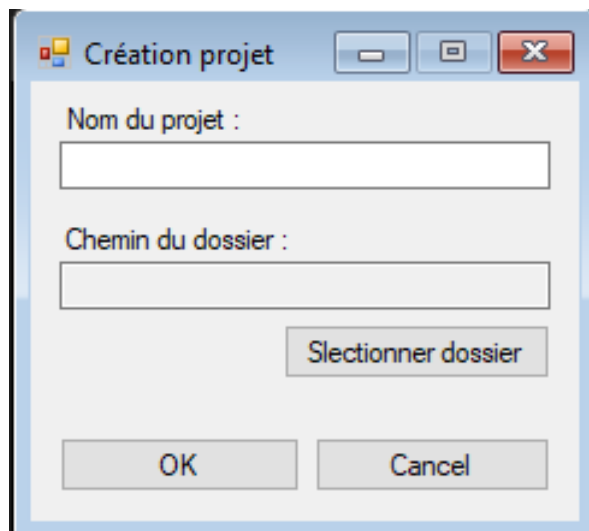 Création projet
Nom du projet :
Chemin du dossier :
Slectionner dossier
OK
Cancel